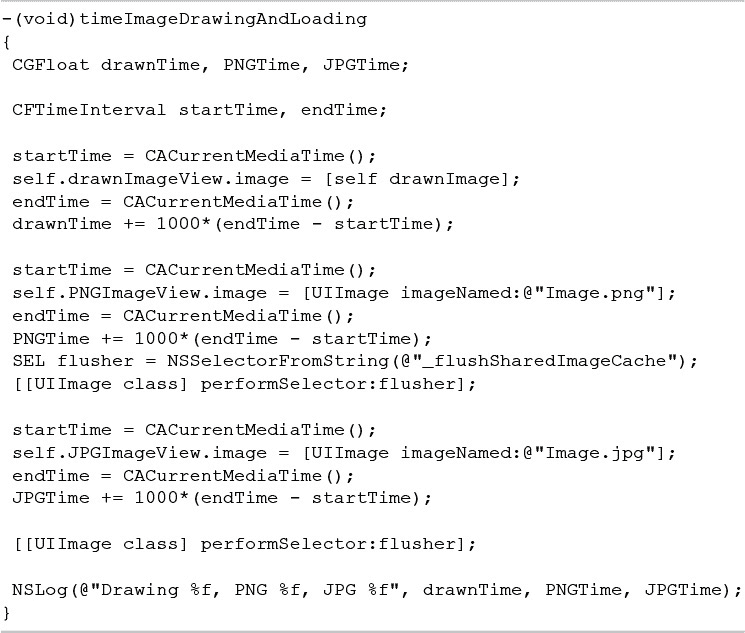 -(void)timeImageDrawingAndLoading
{
CGFloat drawnTime, PNGTime, JPGTime;
CFTimeInterval startTime, endTime;
startTime = CACurrentMediaTime();
self.drawnImageView.image = [self drawnImage];
endTime = CACurrentMediaTime();
drawnTime += 1000*(endTime - startTime);
startTime = CACurrentMediaTime();
self.PNGImageView.image = [UIImage imageNamed:@"Image.png"];
endTime = CACurrentMediaTime();
PNGTime += 1000*(endTime - startTime);
SEL flusher = NSSelectorFromString(@"_flushSharedImageCache");
[[UIImage class] performSelector:flusher];
startTime = CACurrentMediaTime();
self.JPGImageView.image = [UIImage imageNamed:@"Image.jpg"];
endTime = CACurrentMediaTime();
JPGTime += 1000*(endTime - startTime);
[[UIImage class] performSelector:flusher];
NSLog(@"Drawing %f, PNG %f, JPG %f", drawnTime, PNGTime, JPGTime);
}